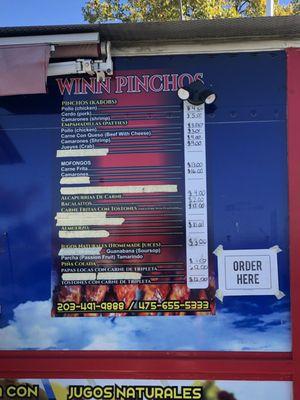 WINN PINCHOS
PINCHOS (KABOBS)
Pollo (chicken)
Cerdo (pork)
Camarones (shrimp)
EMPANADILLAS (PATTIES)
Pollo (chicken)
Carne Con Queso (Beef With Cheese)
Camarones (Shrimp)
Jueyes (Crab)
MOFONGOS
Carne Frita
Camarones
ALCAPURRIAS DE CARNE
BACALAITOS
CARNE FRITAS CON TOSTONES
ALMUERZO
JUGOS NATURALES (HOMEMADE JUICES)
Guanabana (Soursop)
Parcha (Passion Fruit) Tamarindo
PIÑA COLADA
PAPAS LOCAS CON CARNE DE TRIPLETA
TOSTONES CON CARNE DE TRIPLETA
203-491-9888 / 475-655-5333
ORDER
HERE
A CON
JUGOS NATURALES